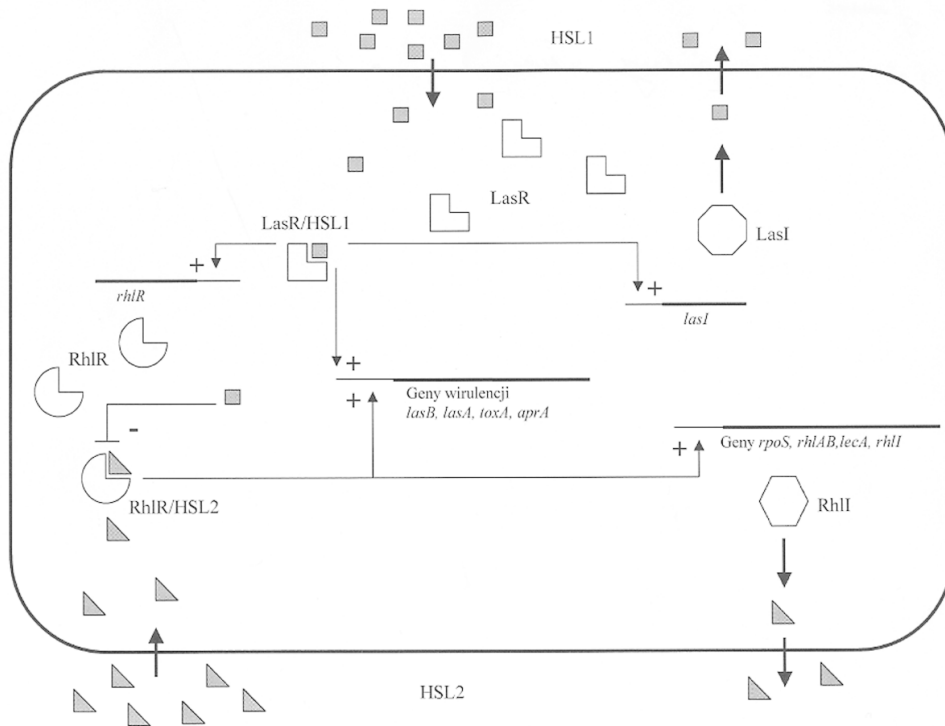 HSL1
LasR
LasR/HSL1
LasI
+
rhlR
+
lasI
RhlR
+
Geny wirulencji
+
lasB, lasA, toxA, aprA
-
+
Geny rpoS, rhlAB,lecA, rhlI
RhlR/HSL2
RhlI
HSL2